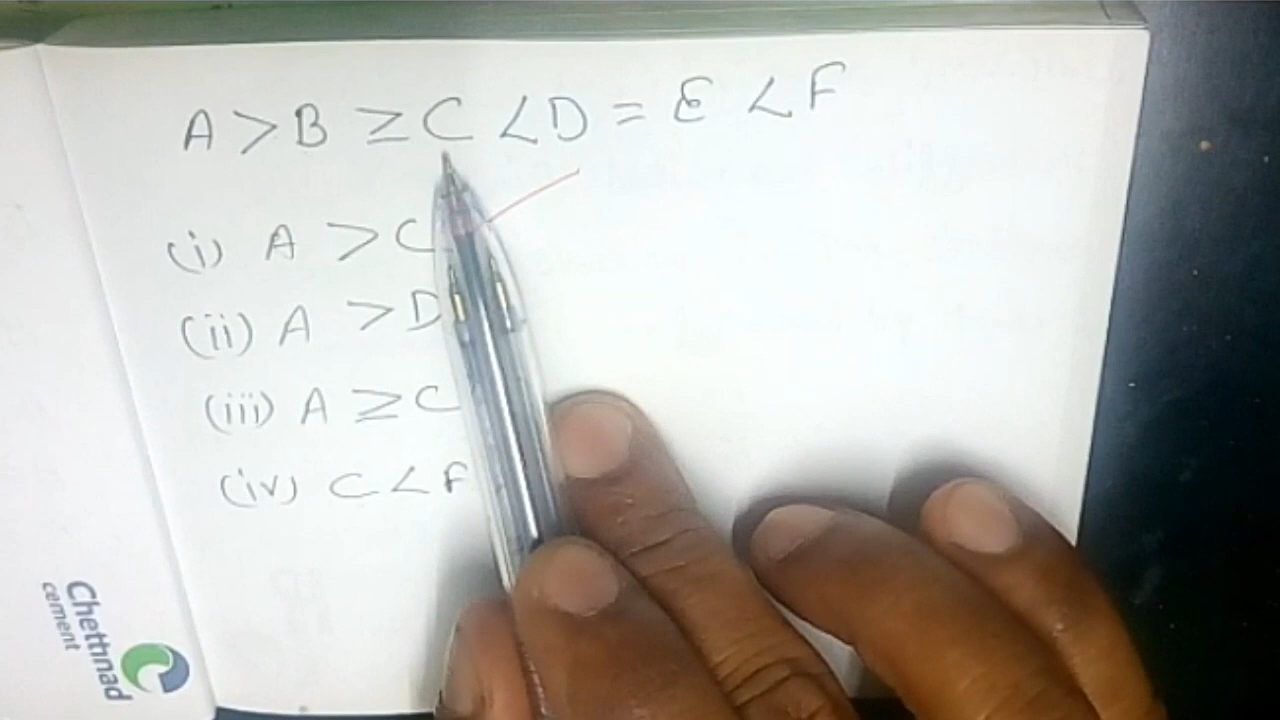 A > B ≥ C < D = E < F
(i) A > C
(ii) A > D
(iii) A ≥ C
(iv) C < F
Chettinad
cement